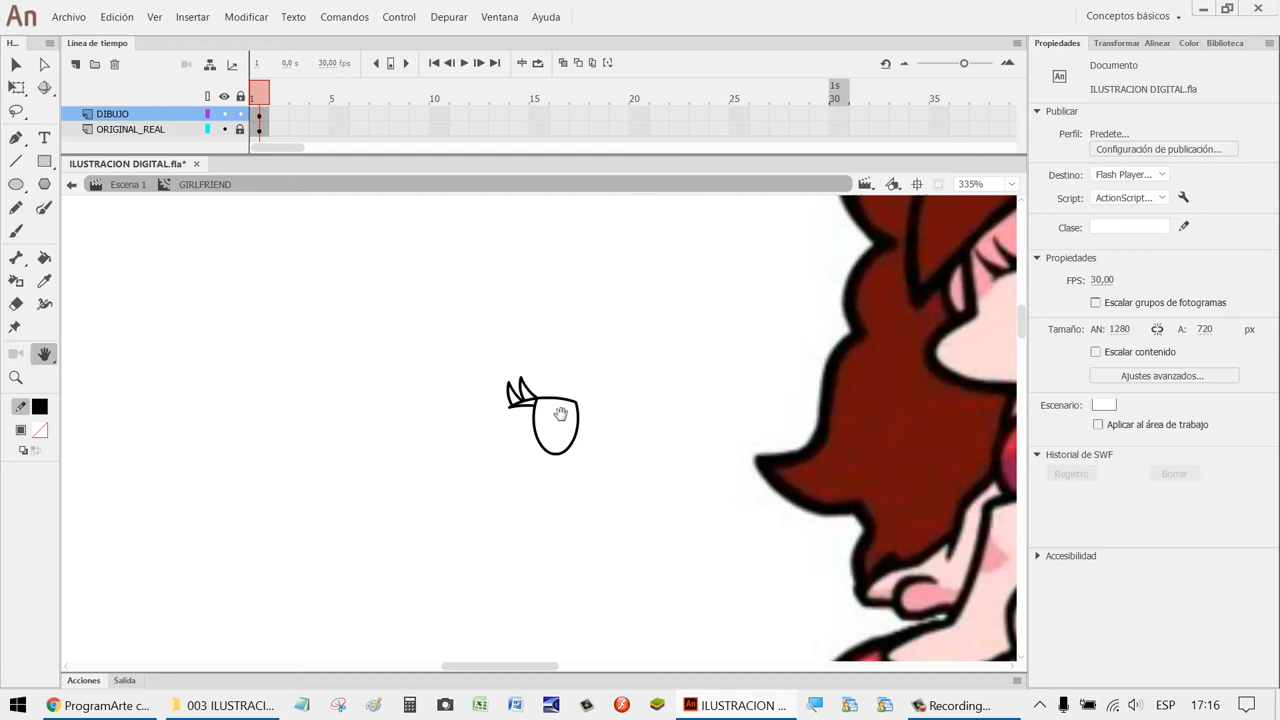 An Archivo Edición Ver Insertar Modificar Texto Comandos Control Depurar Ventana Ayuda Conceptos básicos
H... Línea de tiempo Propiedades Transformar Alinear Color Biblioteca
1 0,0 s 30,00 fps
Documento
ILUSTRACION DIGITAL.fla
1s
1 5 10 15 20 25 30 35
DIBUJO
ORIGINAL_REAL
Publicar
Perfil: Predete...
Configuración de publicación...
ILUSTRACION DIGITAL.fla*
Destino: Flash Player...
Escena 1 GIRLFRIEND 335%
Script: ActionScript...
Clase:
Propiedades
FPS: 30,00
Escalar grupos de fotogramas
Tamaño: AN: 1280 A: 720 px
Escalar contenido
Ajustes avanzados...
Escenario:
Aplicar al área de trabajo
Historial de SWF
Registro Borrar
Accesibilidad
Acciones Salida
ProgramArte c... 003 ILUSTRACI... An ILUSTRACION ... Recording... ESP 17:16